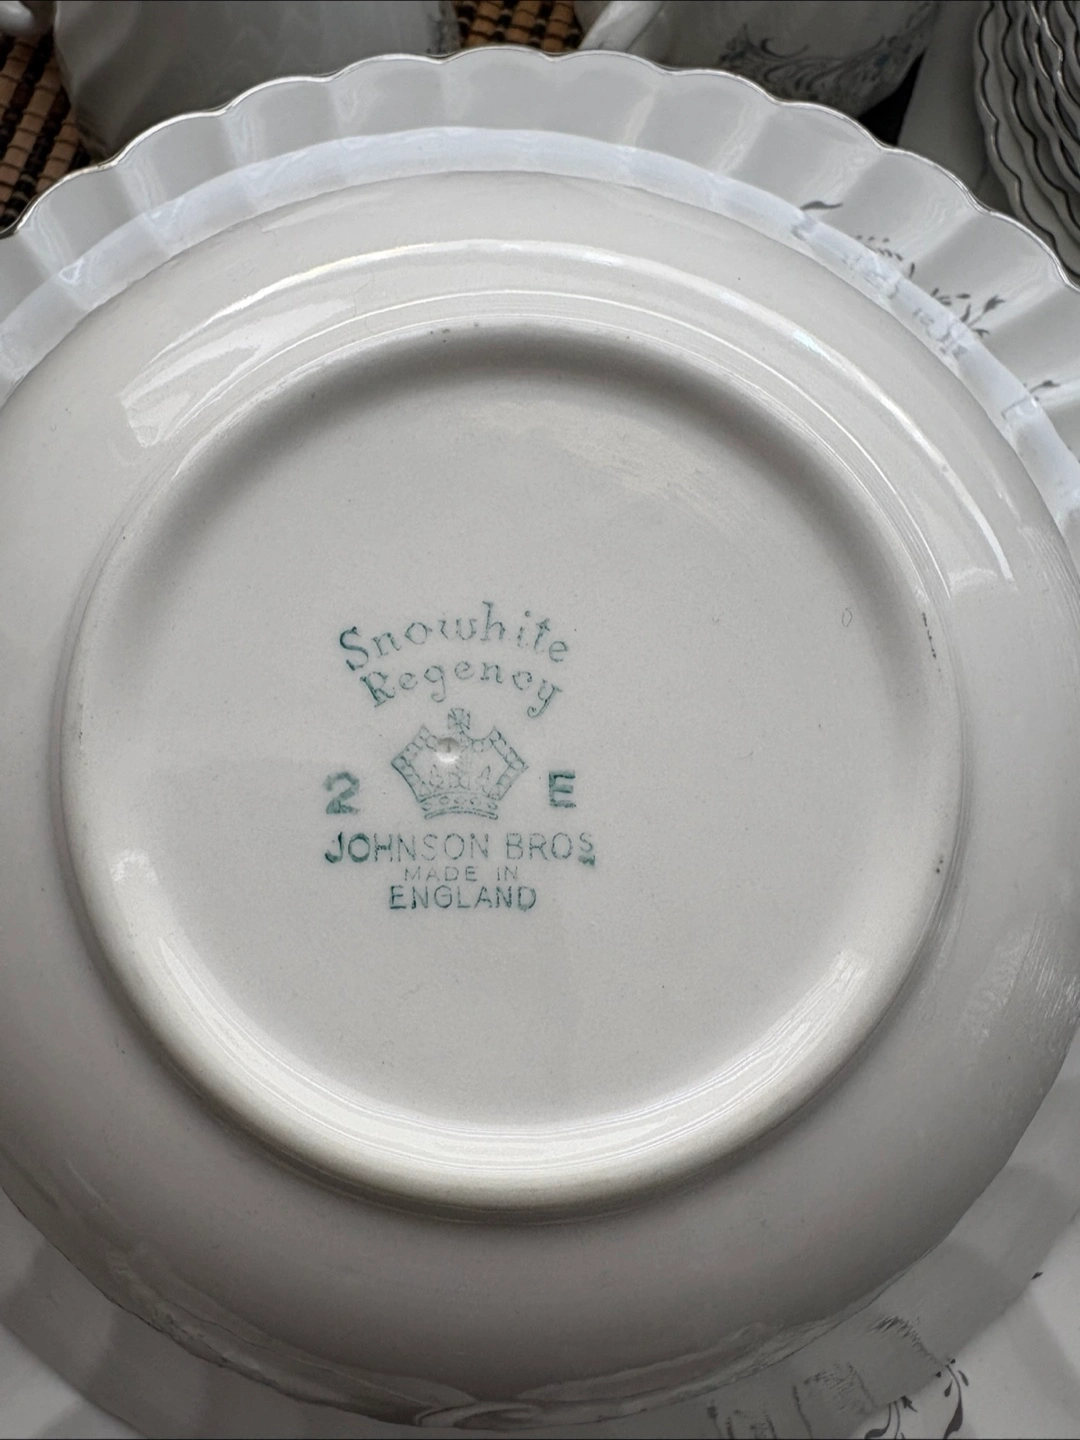 Snowhite
Regency
2 E
JOHNSON BROS
MADE IN
ENGLAND